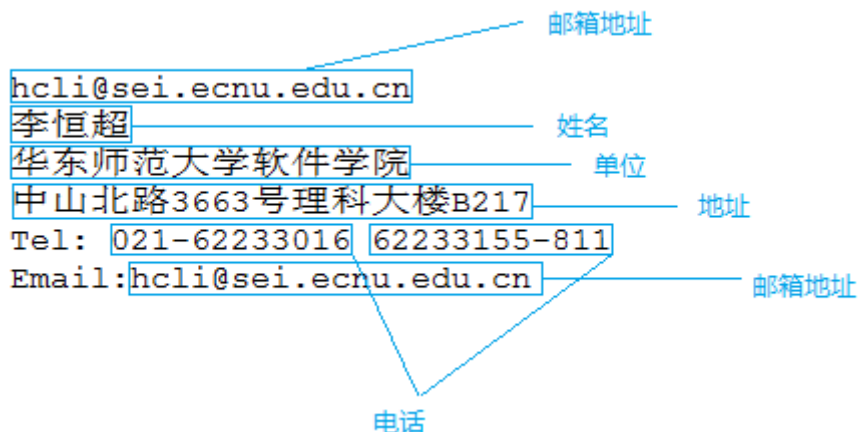 邮箱地址
hcli@sei.ecnu.edu.cn
李恒超 姓名
华东师范大学软件学院 单位
中山北路3663号理科大楼B217 地址
Tel: 021-62233016 62233155-811
Email:hcli@sei.ecnu.edu.cn 邮箱地址
电话